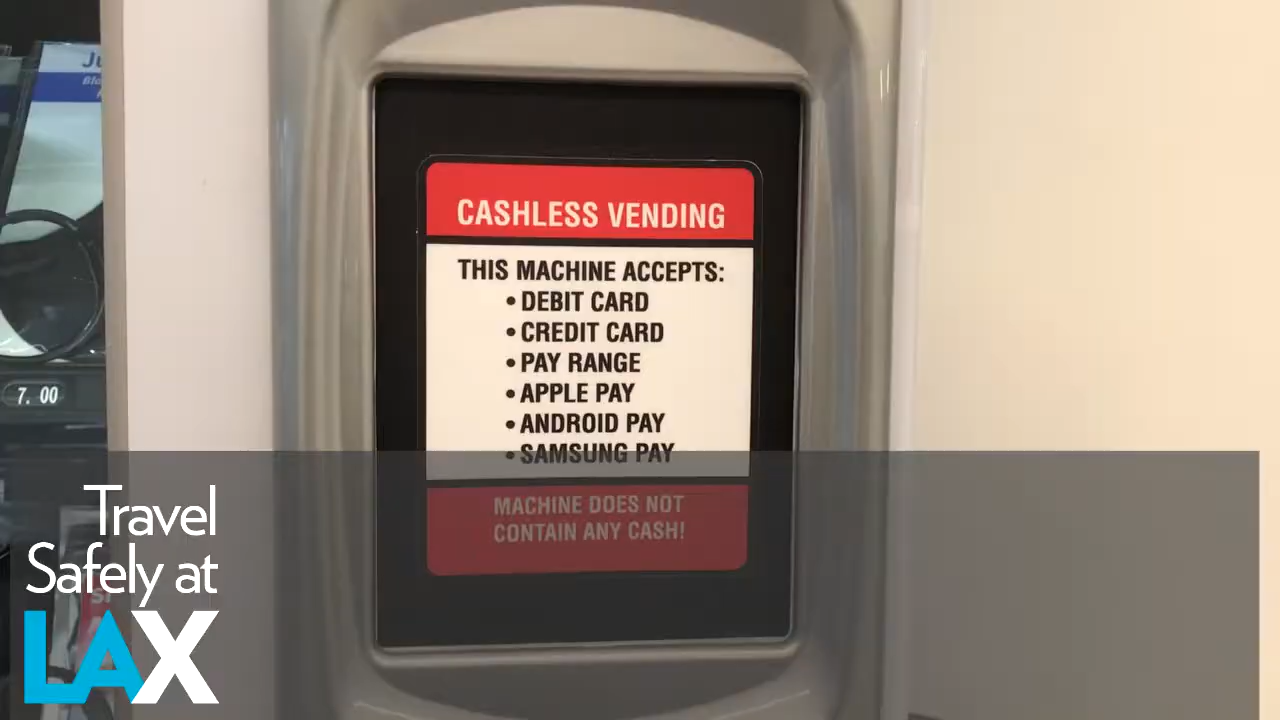 CASHLESS VENDING
THIS MACHINE ACCEPTS:
• DEBIT CARD
• CREDIT CARD
• PAY RANGE
• APPLE PAY
• ANDROID PAY
• SAMSUNG PAY
MACHINE DOES NOT
CONTAIN ANY CASH!
7. 00
Travel
Safely at
LAX